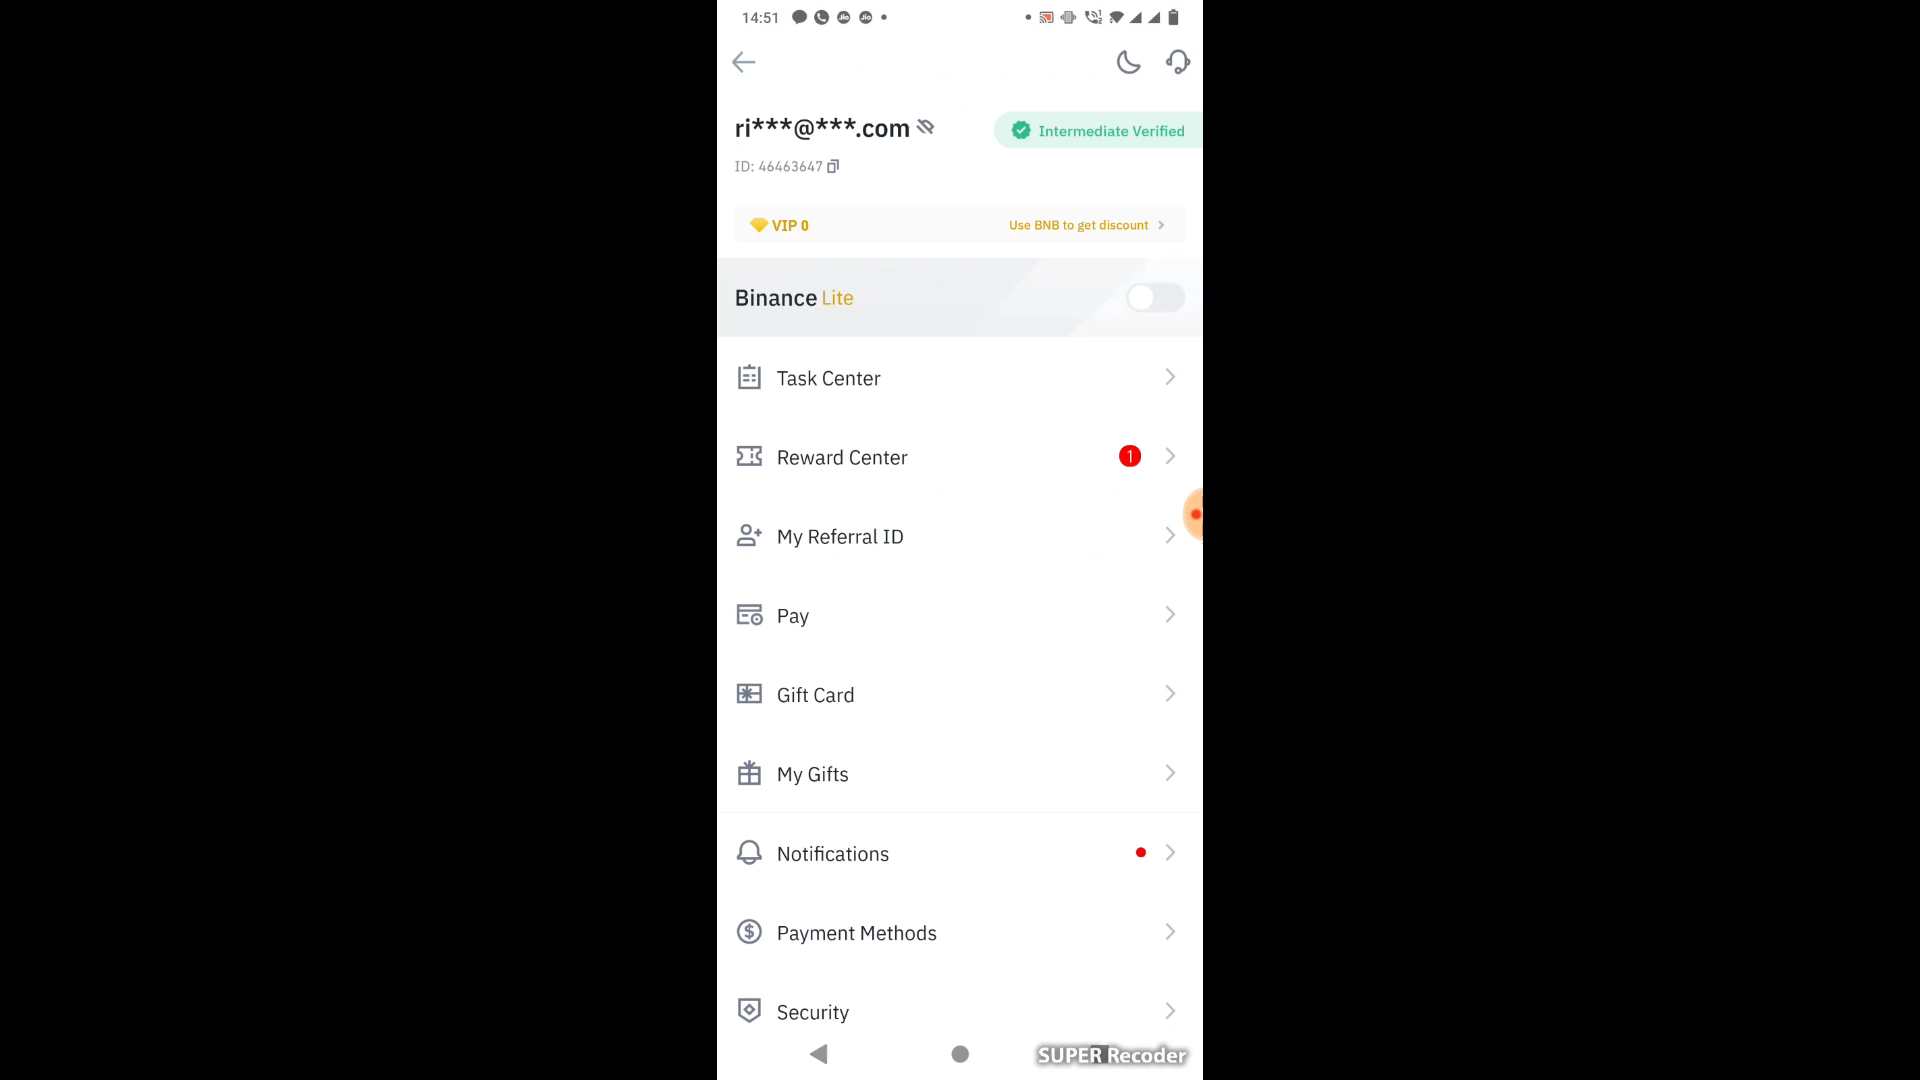 14:51
ri***@***.com
Intermediate Verified
ID: 46463647
VIP 0
Use BNB to get discount
Binance Lite
Task Center
Reward Center
1
My Referral ID
Pay
Gift Card
My Gifts
Notifications
Payment Methods
Security
SUPER Recoder